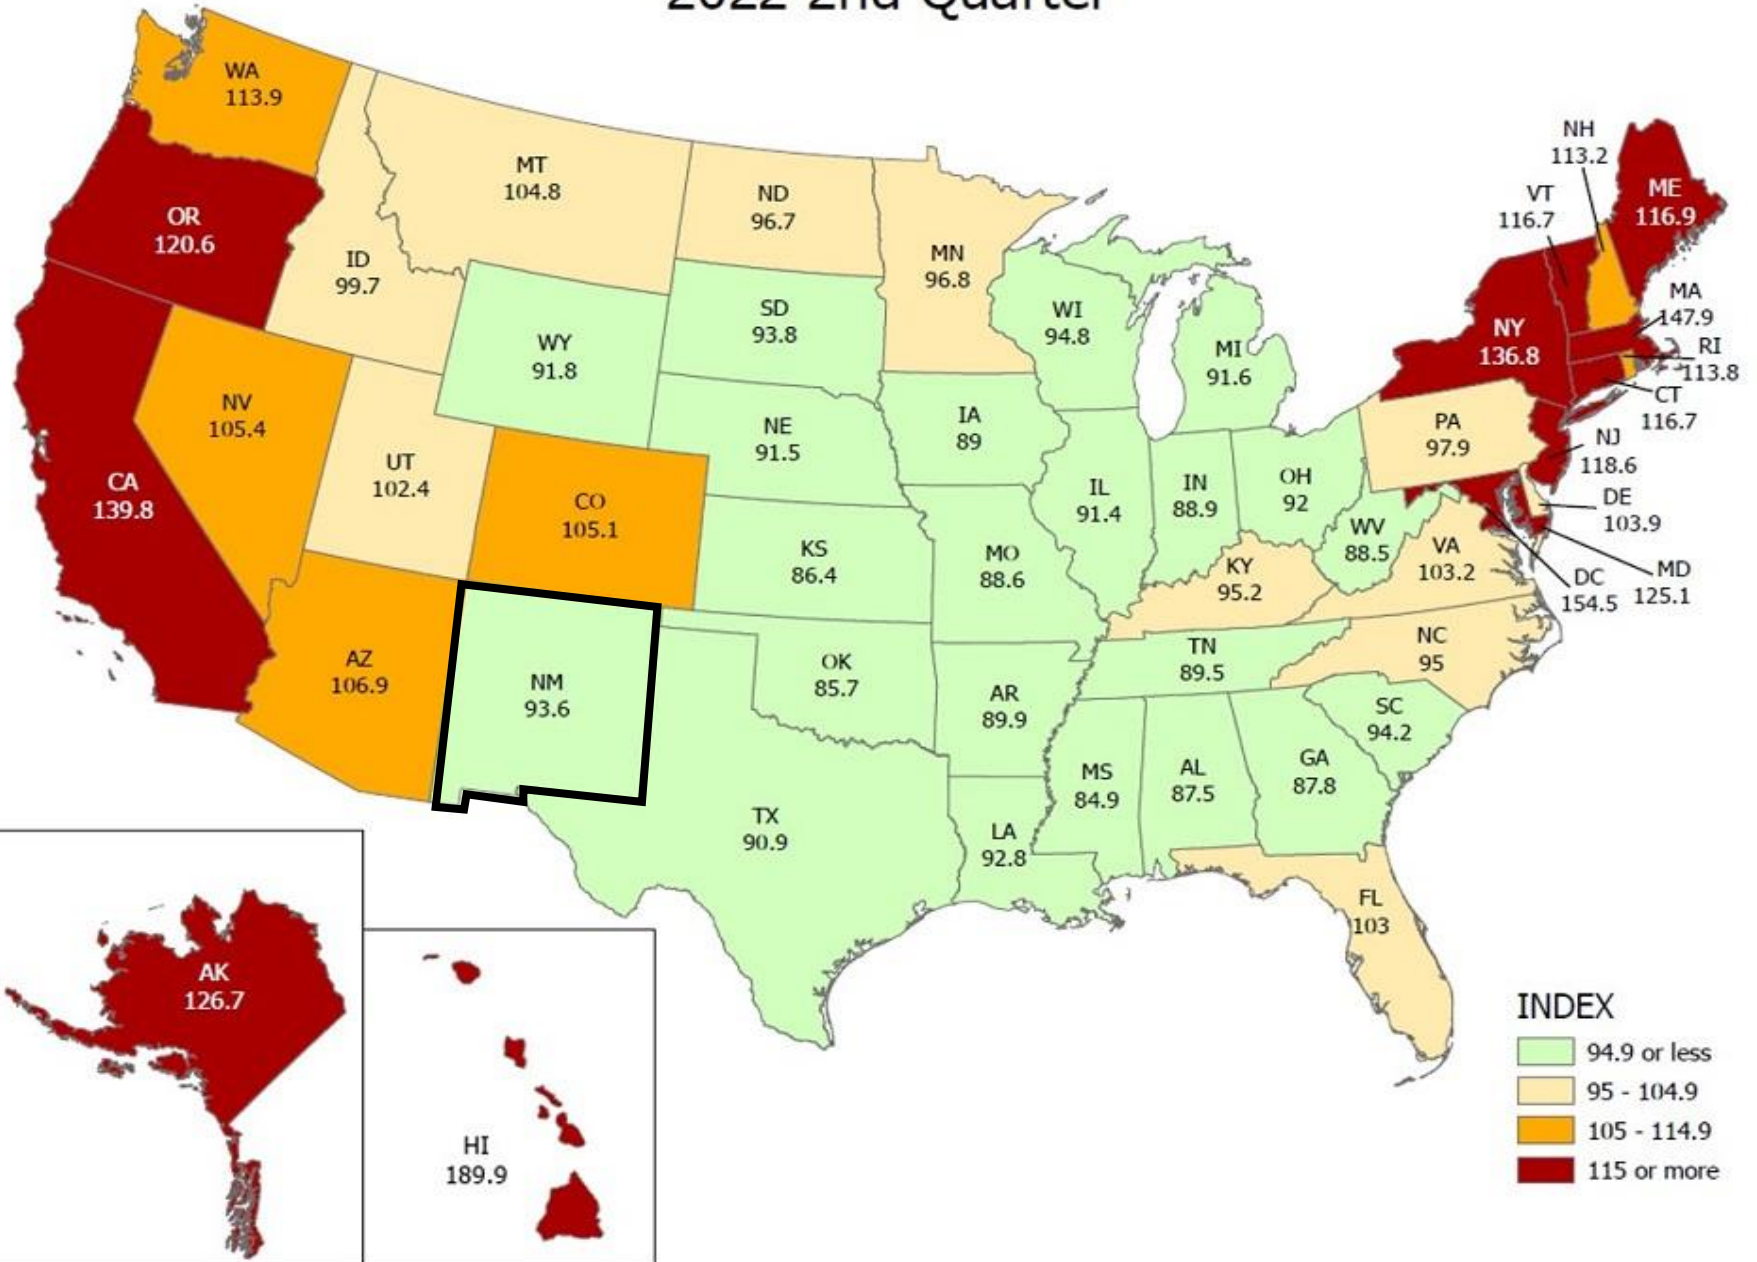 2022 2nd Quarter
WA
113.9
OR
120.6
CA
139.8
NV
105.4
ID
99.7
MT
104.8
WY
91.8
UT
102.4
CO
105.1
AZ
106.9
NM
93.6
ND
96.7
SD
93.8
NE
91.5
KS
86.4
OK
85.7
TX
90.9
MN
96.8
IA
89
MO
88.6
AR
89.9
LA
92.8
WI
94.8
IL
91.4
MI
91.6
IN
88.9
OH
92
KY
95.2
TN
89.5
MS
84.9
AL
87.5
GA
87.8
FL
103
SC
94.2
NC
95
VA
103.2
WV
88.5
PA
97.9
NY
136.8
VT
116.7
NH
113.2
ME
116.9
MA
147.9
RI
113.8
CT
116.7
NJ
118.6
DE
103.9
MD
125.1
DC
154.5
AK
126.7
HI
189.9
INDEX
94.9 or less
95 - 104.9
105 - 114.9
115 or more